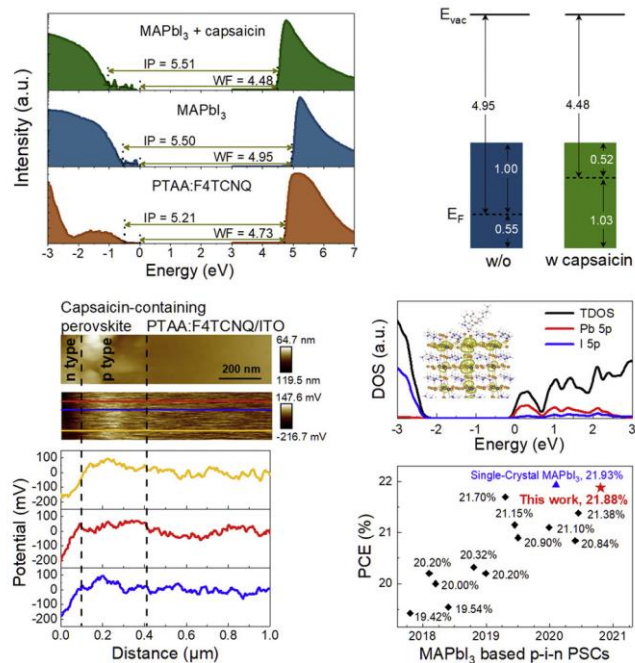 MAPbI₃ + capsaicin
IP = 5.51
WF = 4.48
MAPbI₃
IP = 5.50
WF = 4.95
PTAA:F4TCNQ
IP = 5.21
WF = 4.73
Intensity (a.u.)
-3 -2 -1 0 1 2 3 4 5 6 7
Energy (eV)
Evac
4.95
4.48
1.00
0.52
EF
0.55
1.03
w/o
w capsaicin
Capsaicin-containing
perovskite
PTAA:F4TCNQ/ITO
n type
p type
200 nm
64.7 nm
119.5 nm
147.6 mV
-216.7 mV
100
0
-100
-200
100
0
-100
-200
100
0
-100
-200
Potential (mV)
0.0 0.2 0.4 0.6 0.8 1.0
Distance (µm)
DOS (a.u.)
TDOS
Pb 5p
I 5p
-3 -2 -1 0 1 2 3
Energy (eV)
Single-Crystal MAPbI₃, 21.93%
This work, 21.88%
21.70%
21.38%
21.15%
21.10%
20.90%
20.84%
20.20%
20.32%
20.00%
20.20%
19.42%
19.54%
PCE (%)
22
21
20
2018 2019 2020 2021
MAPbI₃ based p-i-n PSCs